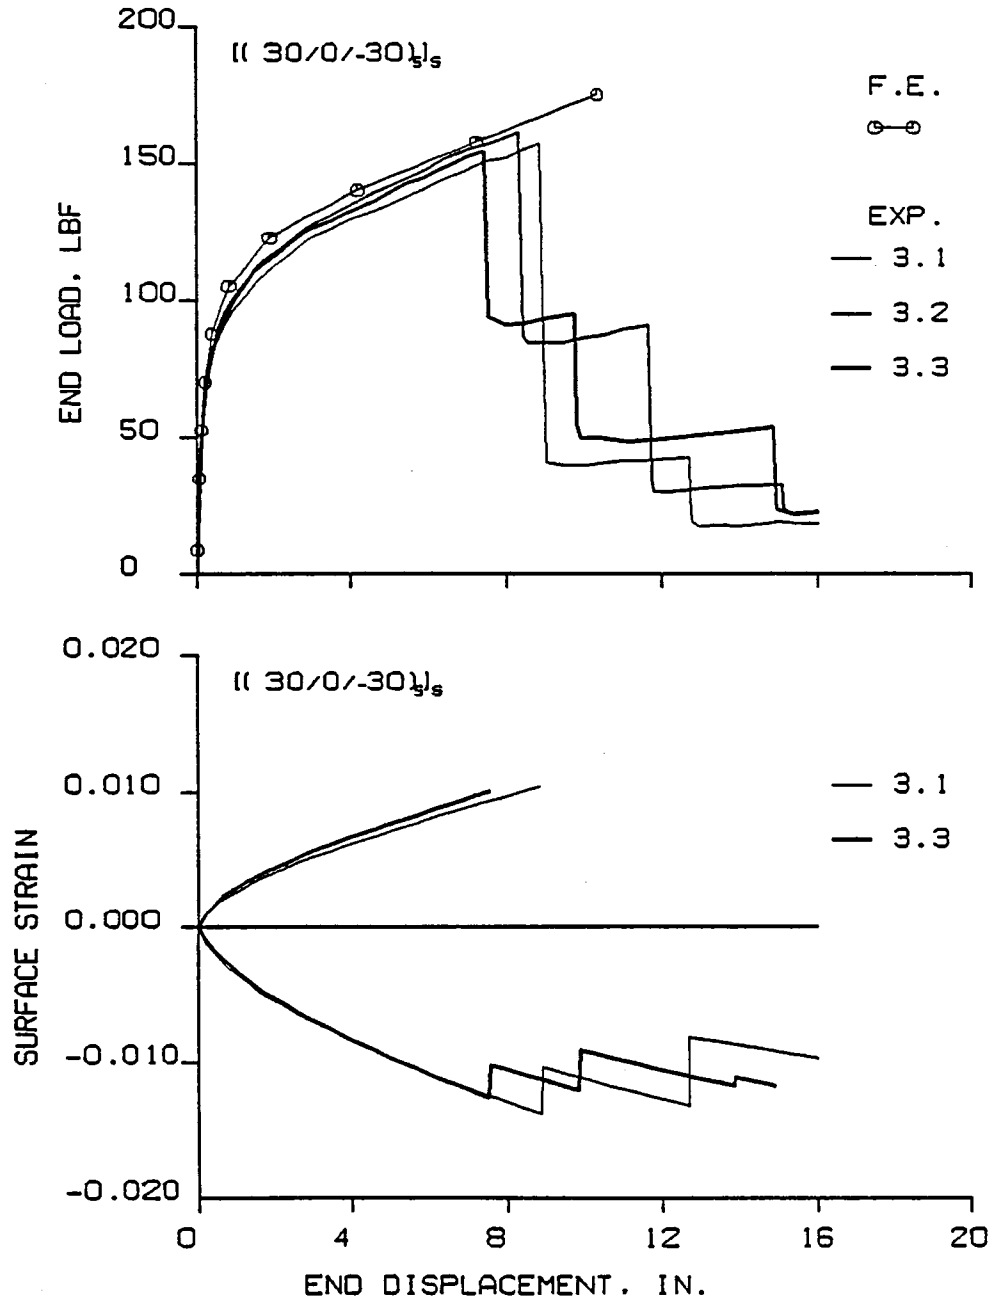 200
[( 30/0/-30)s]s
F.E.
150
EXP.
3.1
END LOAD, LBF
100
3.2
3.3
50
0
0.020
[( 30/0/-30)s]s
0.010
3.1
3.3
SURFACE STRAIN
0.000
-0.010
-0.020
0 4 8 12 16 20
END DISPLACEMENT. IN.